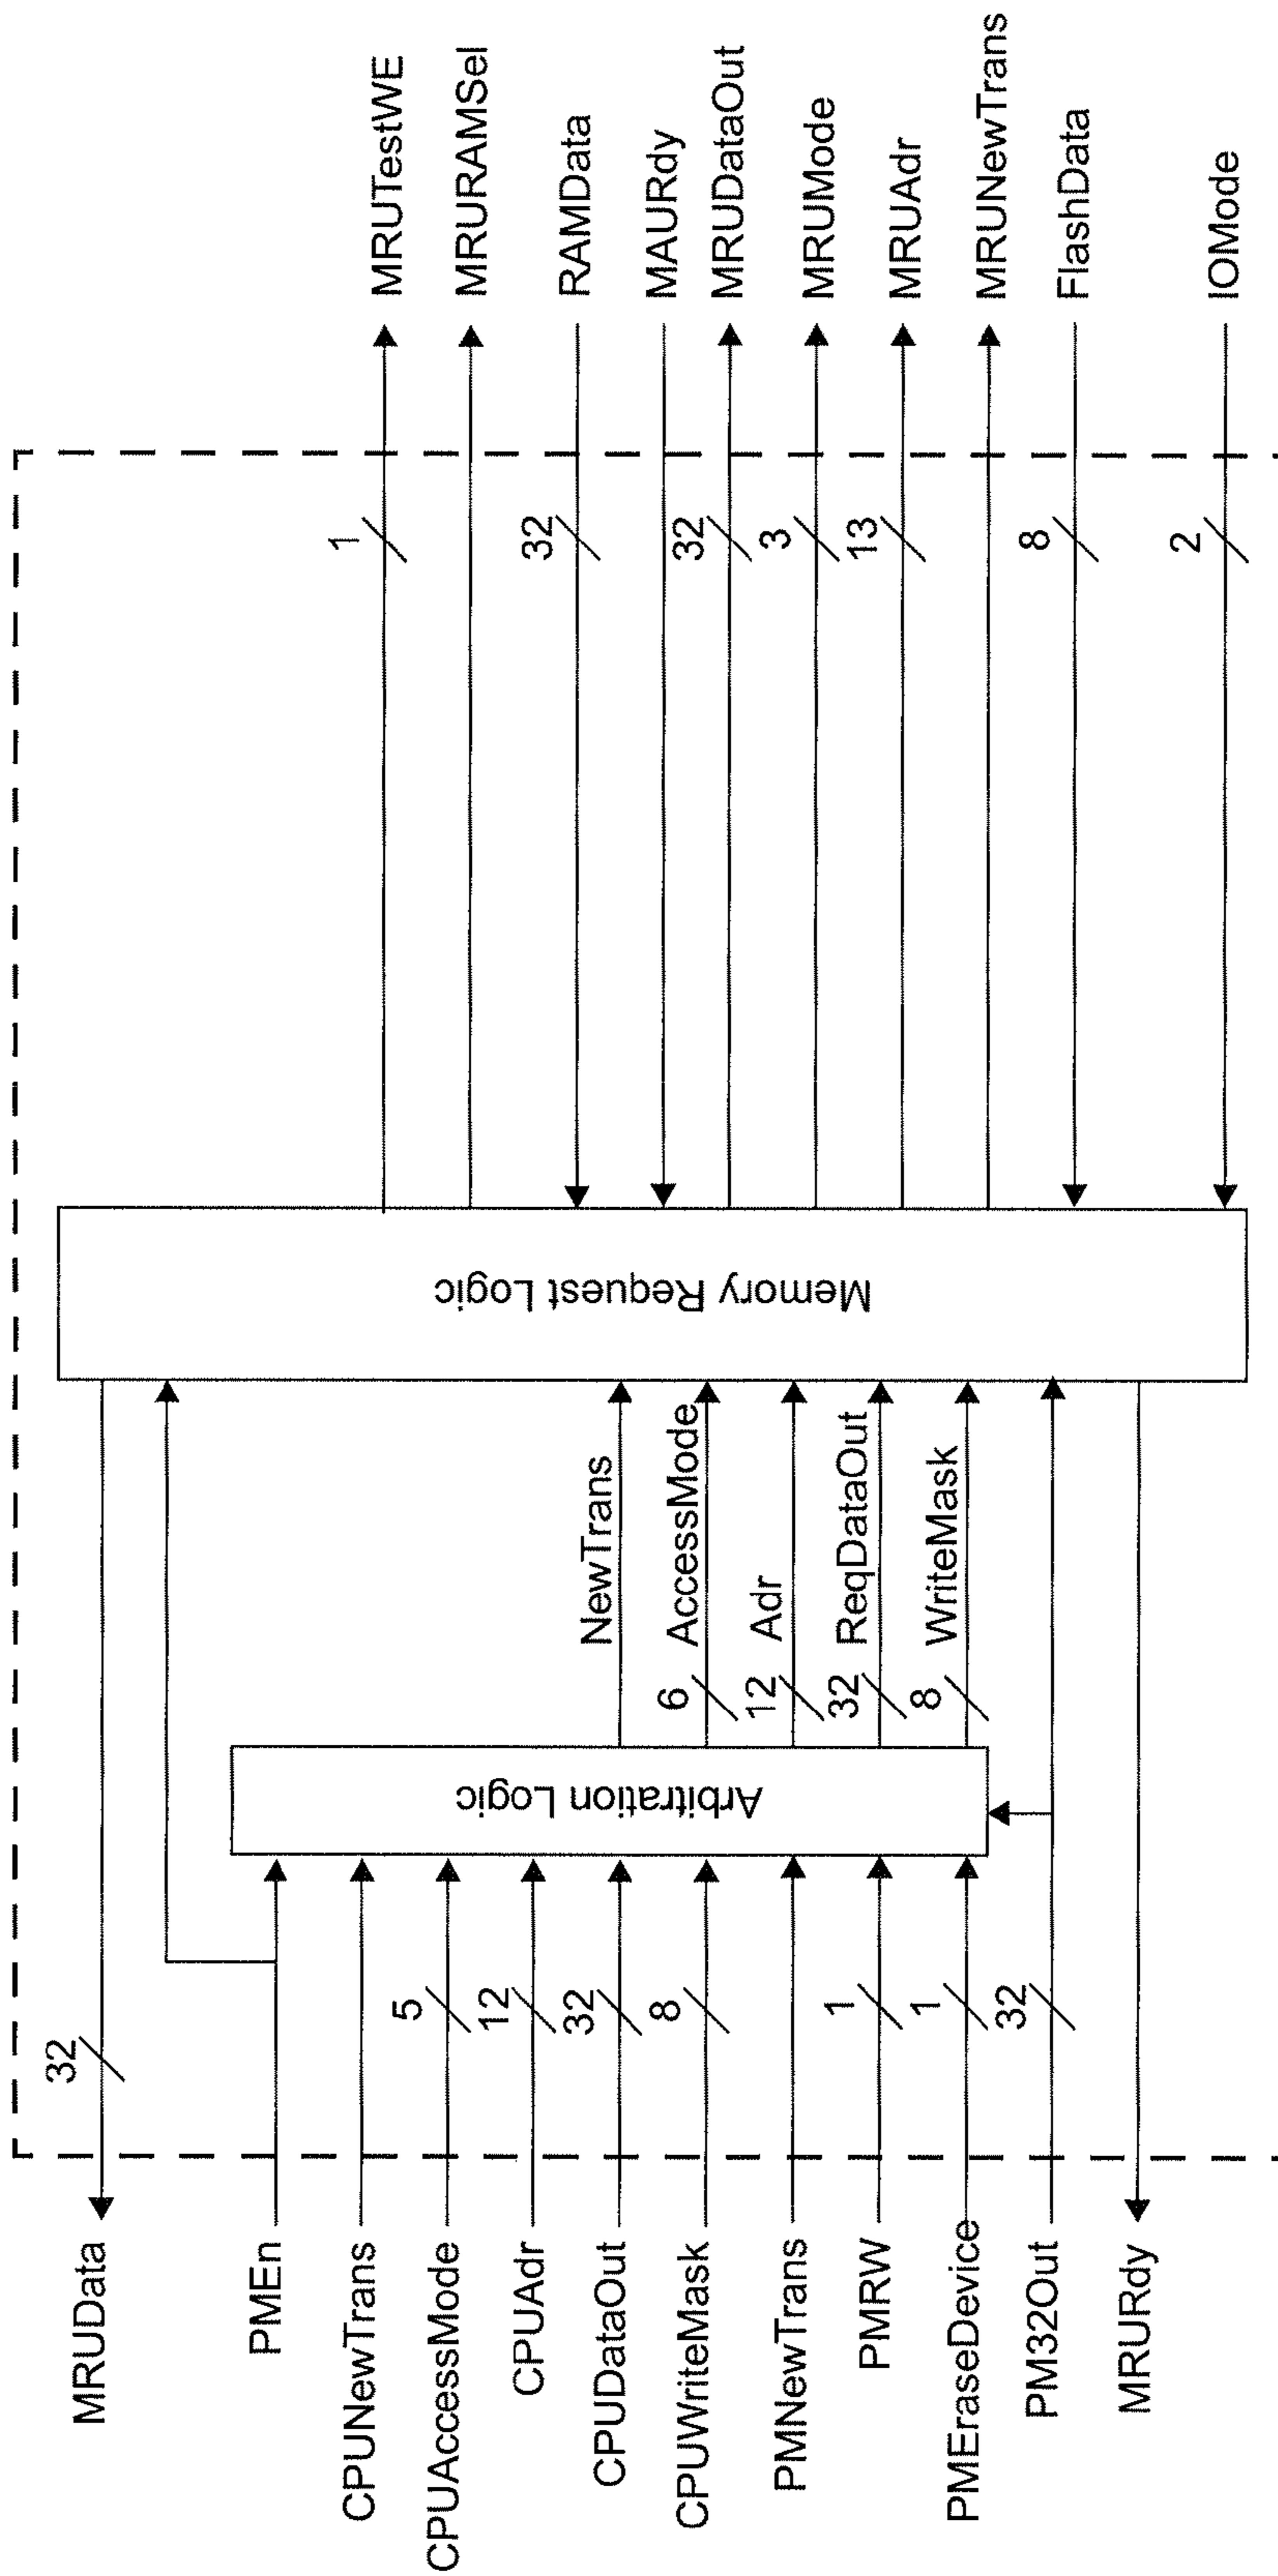 MRUData
PMEn
CPUNewTrans
CPUAccessMode
CPUAdr
CPUDataOut
CPUWriteMask
PMNewTrans
PMRW
PMEraseDevice
PM32Out
MRURdy
32
5
12
32
8
1
1
32
Arbitration Logic
NewTrans
6 AccessMode
12 Adr
32 ReqDataOut
8 WriteMask
Memory Request Logic
1
32
32
3
13
8
2
MRUTestWE
MRURAMSel
RAMData
MAURdy
MRUDataOut
MRUMode
MRUAdr
MRUNewTrans
FlashData
IOMode